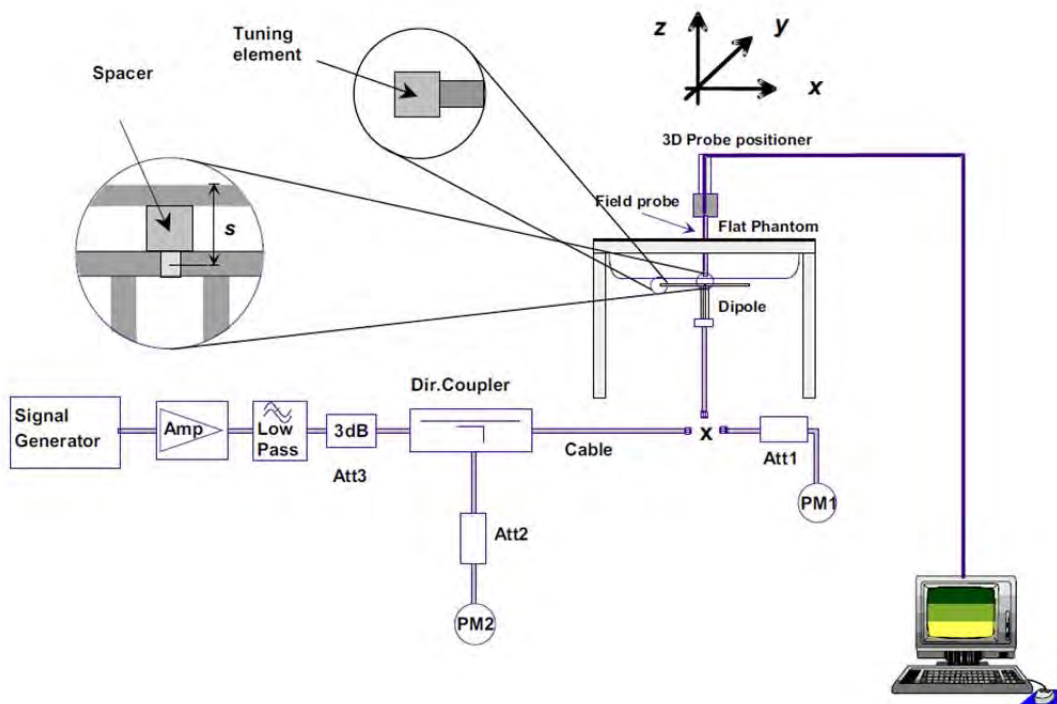 Tuning
element
Spacer
s
z
y
x
3D Probe positioner
Field probe
Flat Phantom
Dipole
Dir.Coupler
Signal
Generator
Amp
Low
Pass
3dB
Att3
Cable
x
Att1
PM1
Att2
PM2